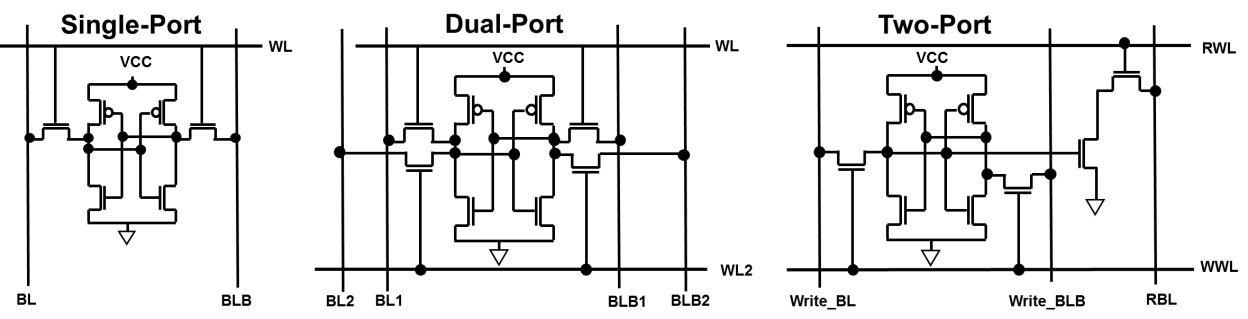 Single-Port
WL
VCC
BL
BLB
Dual-Port
WL
VCC
WL2
BL2
BL1
BLB1
BLB2
Two-Port
RWL
VCC
WWL
Write_BL
Write_BLB
RBL